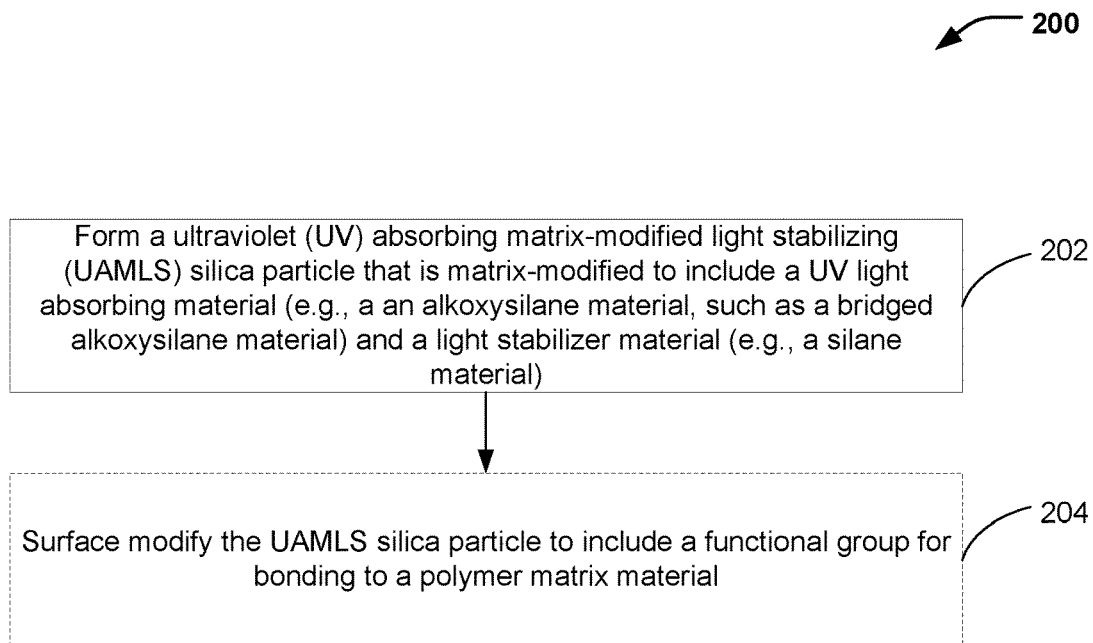 200
Form a ultraviolet (UV) absorbing matrix-modified light stabilizing
(UAMLS) silica particle that is matrix-modified to include a UV light
absorbing material (e.g., a an alkoxysilane material, such as a bridged
alkoxysilane material) and a light stabilizer material (e.g., a silane
material)
202
Surface modify the UAMLS silica particle to include a functional group for
bonding to a polymer matrix material
204